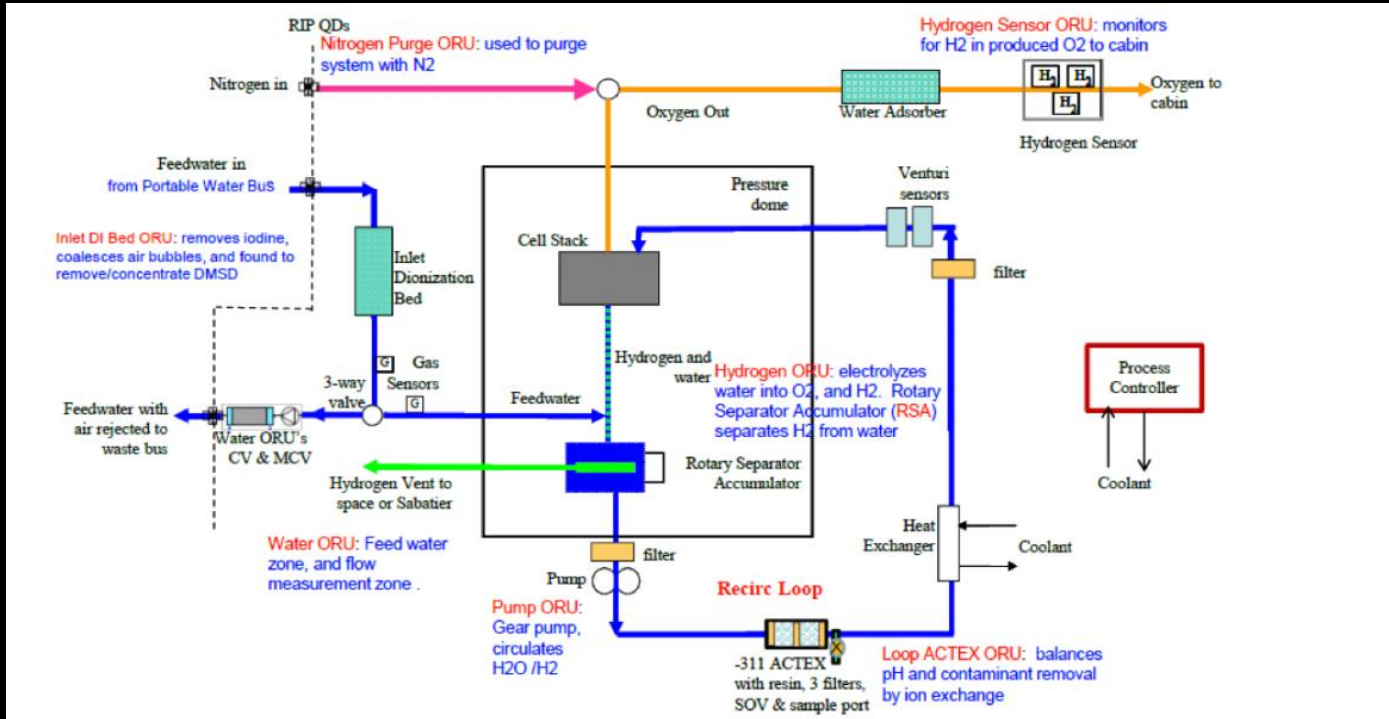 RIP QDs
Nitrogen Purge ORU: used to purge
system with N2
Nitrogen in
Hydrogen Sensor ORU: monitors
for H2 in produced O2 to cabin
H2 H2
H2
Oxygen to
cabin
Oxygen Out
Water Adsorber
Hydrogen Sensor
Feedwater in
from Portable Water Bus
Pressure
dome
Venturi
sensors
Inlet DI Bed ORU: removes iodine,
coalesces air bubbles, and found to
remove/concentrate DMSD
Inlet
Dionization
Bed
Cell Stack
filter
G Gas
Sensors
G
3-way
valve
Hydrogen and
water
Hydrogen ORU: electrolyzes
water into O2, and H2. Rotary
Separator Accumulator (RSA)
separates H2 from water
Process
Controller
Feedwater with
air rejected to
waste bus
Water ORU's
CV & MCV
Feedwater
Hydrogen Vent to
space or Sabatier
Rotary Separator
Accumulator
Coolant
Heat
Exchanger
Coolant
Water ORU: Feed water
zone, and flow
measurement zone .
filter
Pump
Recirc Loop
Pump ORU:
Gear pump,
circulates
H2O /H2
-311 ACTEX
with resin, 3 filters,
SOV & sample port
Loop ACTEX ORU: balances
pH and contaminant removal
by ion exchange